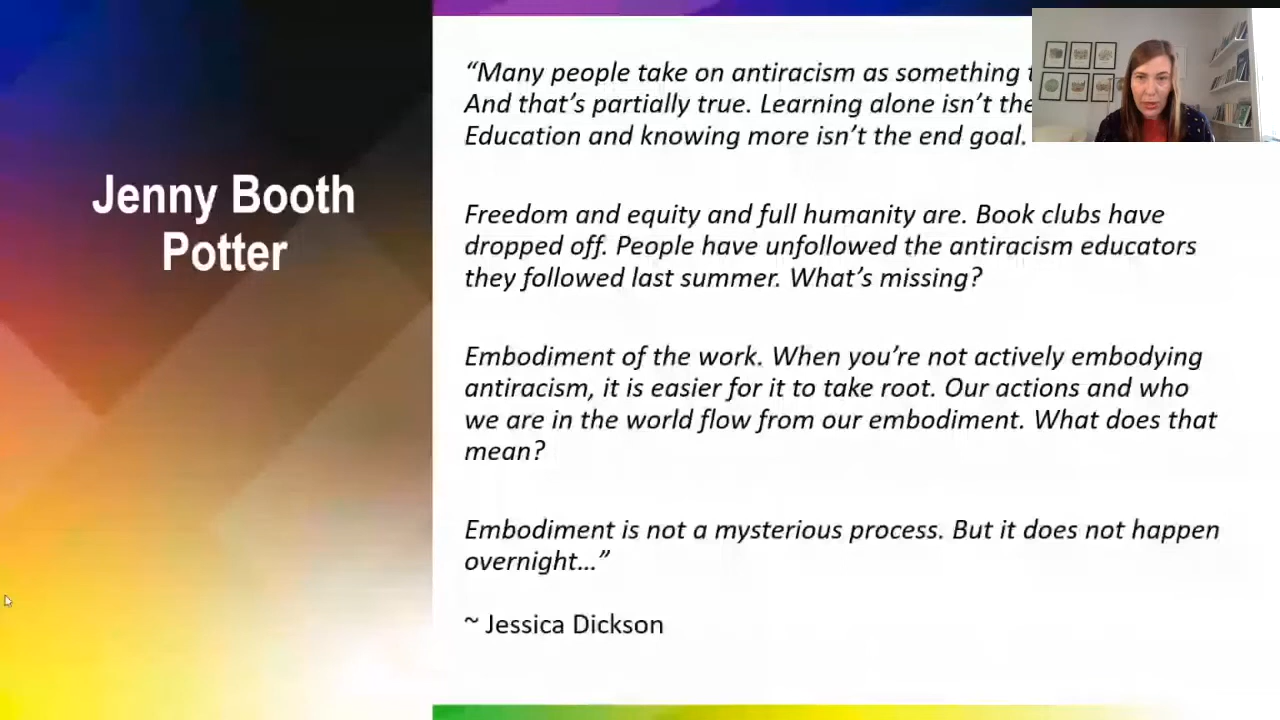 Jenny Booth
Potter
“Many people take on antiracism as something
And that’s partially true. Learning alone isn’t the
Education and knowing more isn’t the end goal.
Freedom and equity and full humanity are. Book clubs have
dropped off. People have unfollowed the antiracism educators
they followed last summer. What’s missing?
Embodiment of the work. When you’re not actively embodying
antiracism, it is easier for it to take root. Our actions and who
we are in the world flow from our embodiment. What does that
mean?
Embodiment is not a mysterious process. But it does not happen
overnight…”
~ Jessica Dickson